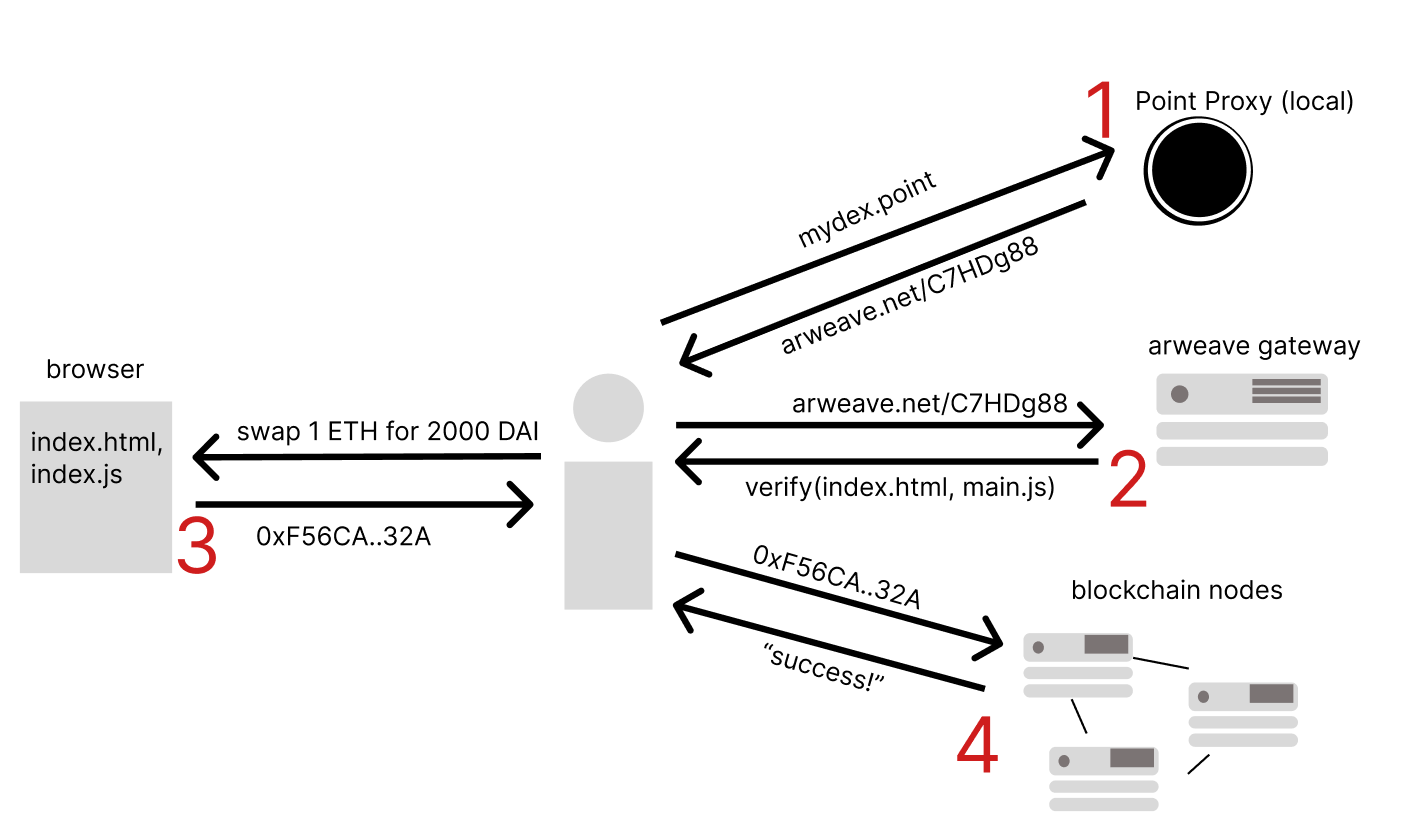 1
Point Proxy (local)
mydex.point
arweave.net/C7HDg88
arweave gateway
arweave.net/C7HDg88
2
verify(index.html, main.js)
browser
index.html,
index.js
swap 1 ETH for 2000 DAI
3
0xF56CA..32A
0xF56CA..32A
blockchain nodes
“success!”
4